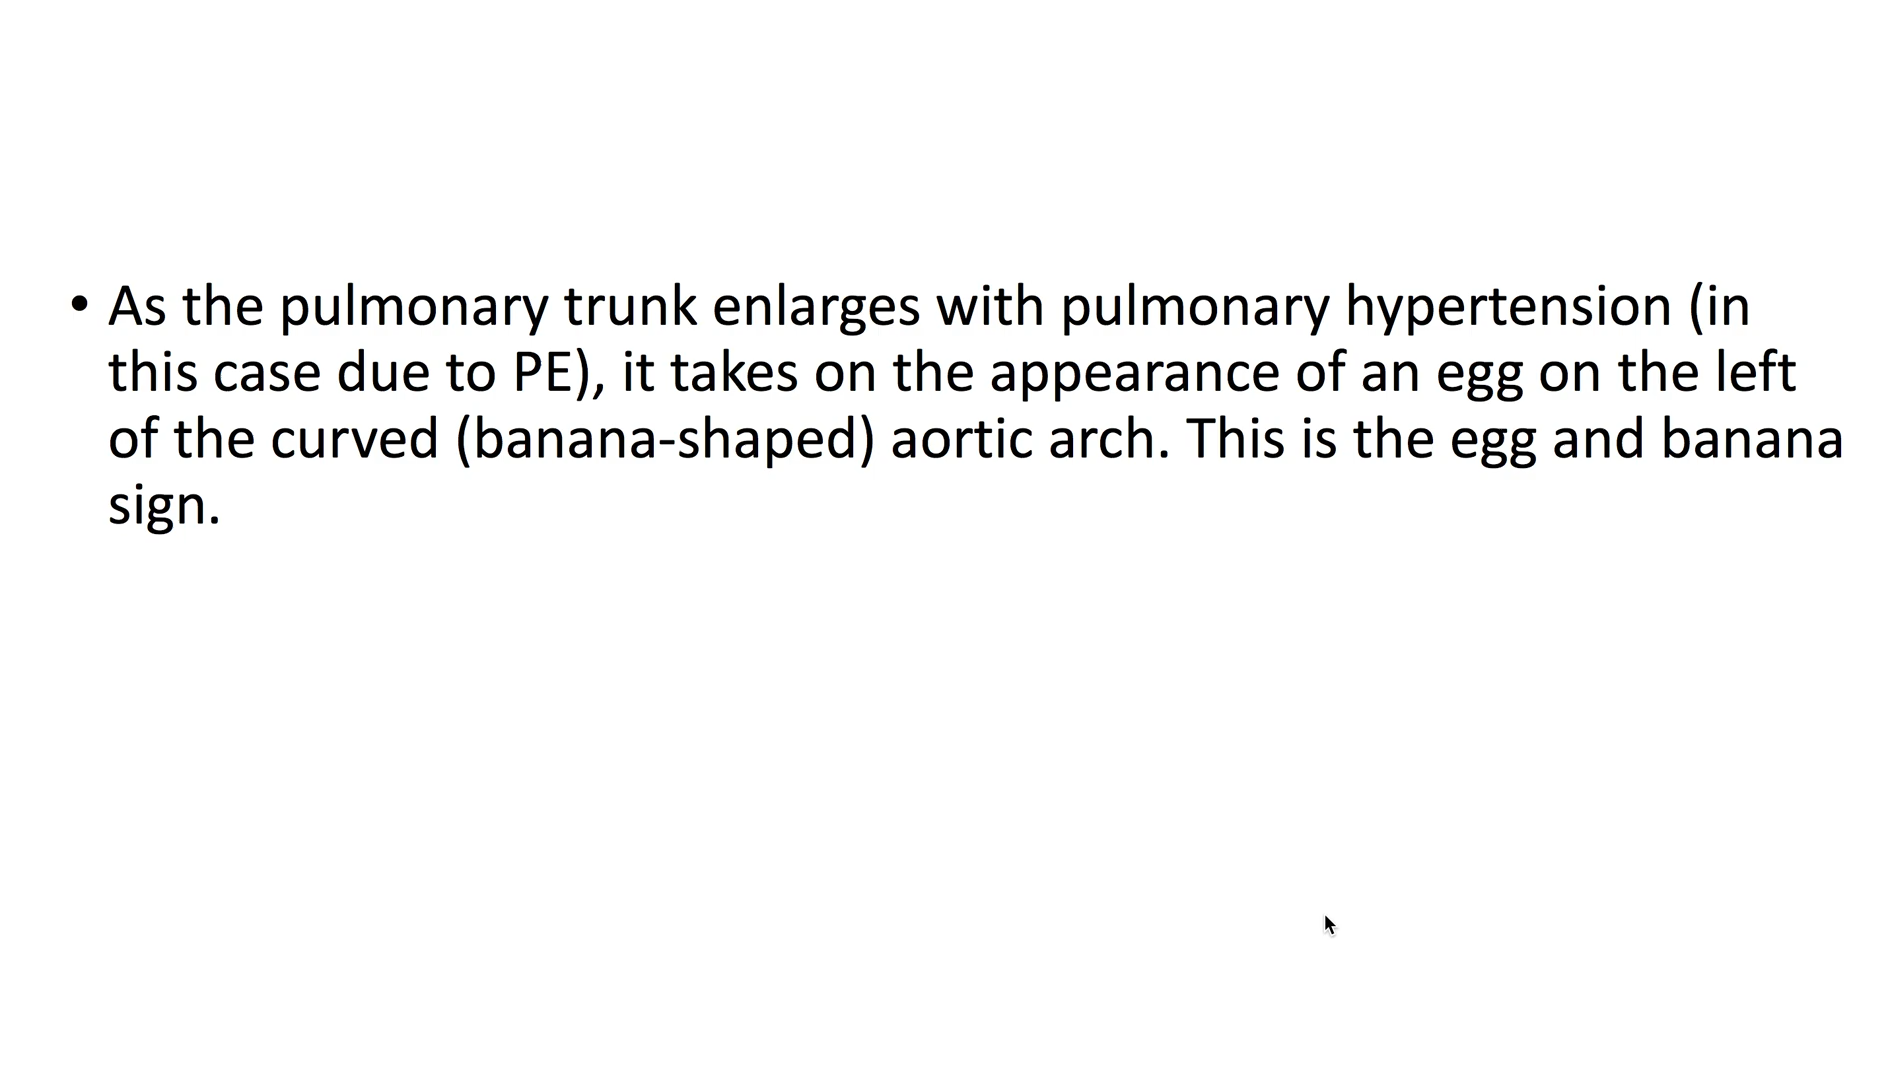 • As the pulmonary trunk enlarges with pulmonary hypertension (in
this case due to PE), it takes on the appearance of an egg on the left
of the curved (banana-shaped) aortic arch. This is the egg and banana
sign.